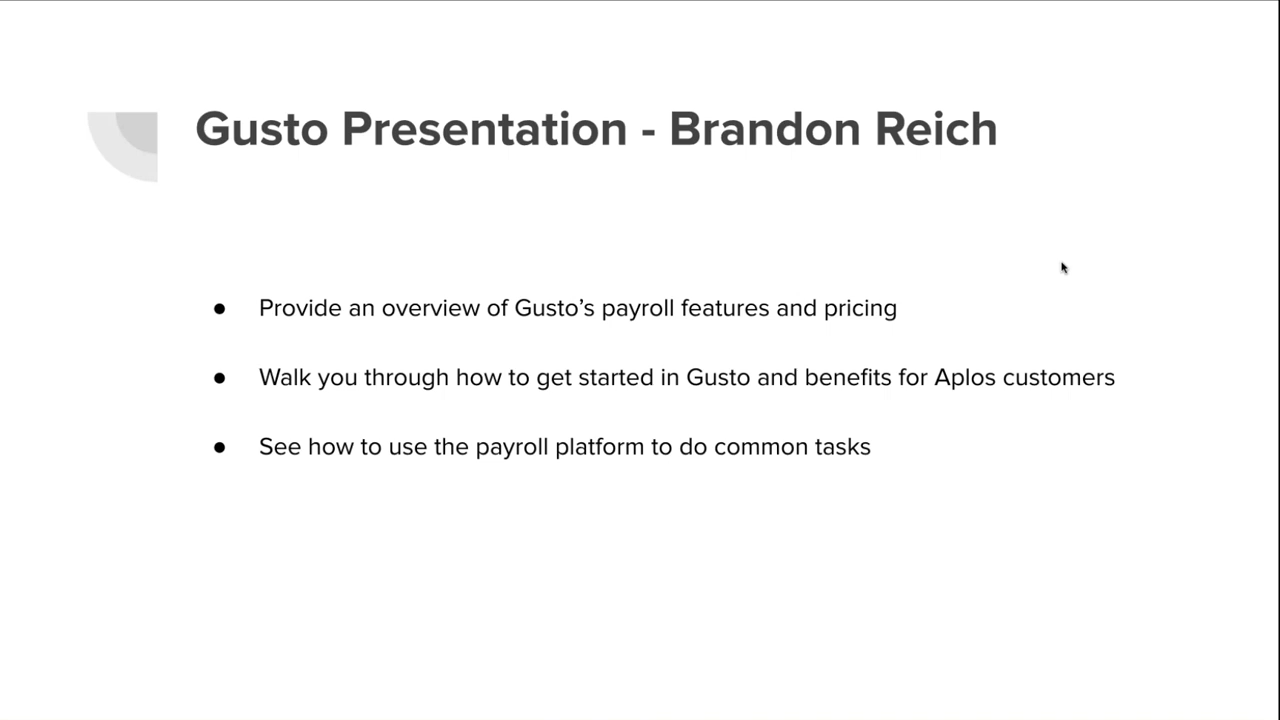 Gusto Presentation - Brandon Reich
● Provide an overview of Gusto’s payroll features and pricing
● Walk you through how to get started in Gusto and benefits for Aplos customers
● See how to use the payroll platform to do common tasks